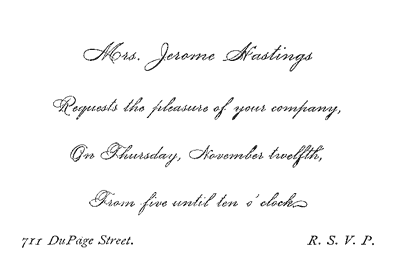 Mrs. Jerome Hastings
Requests the pleasure of your company,
On Thursday, November twelfth,
From five until ten o'clock.
711 DuPage Street. R. S. V. P.